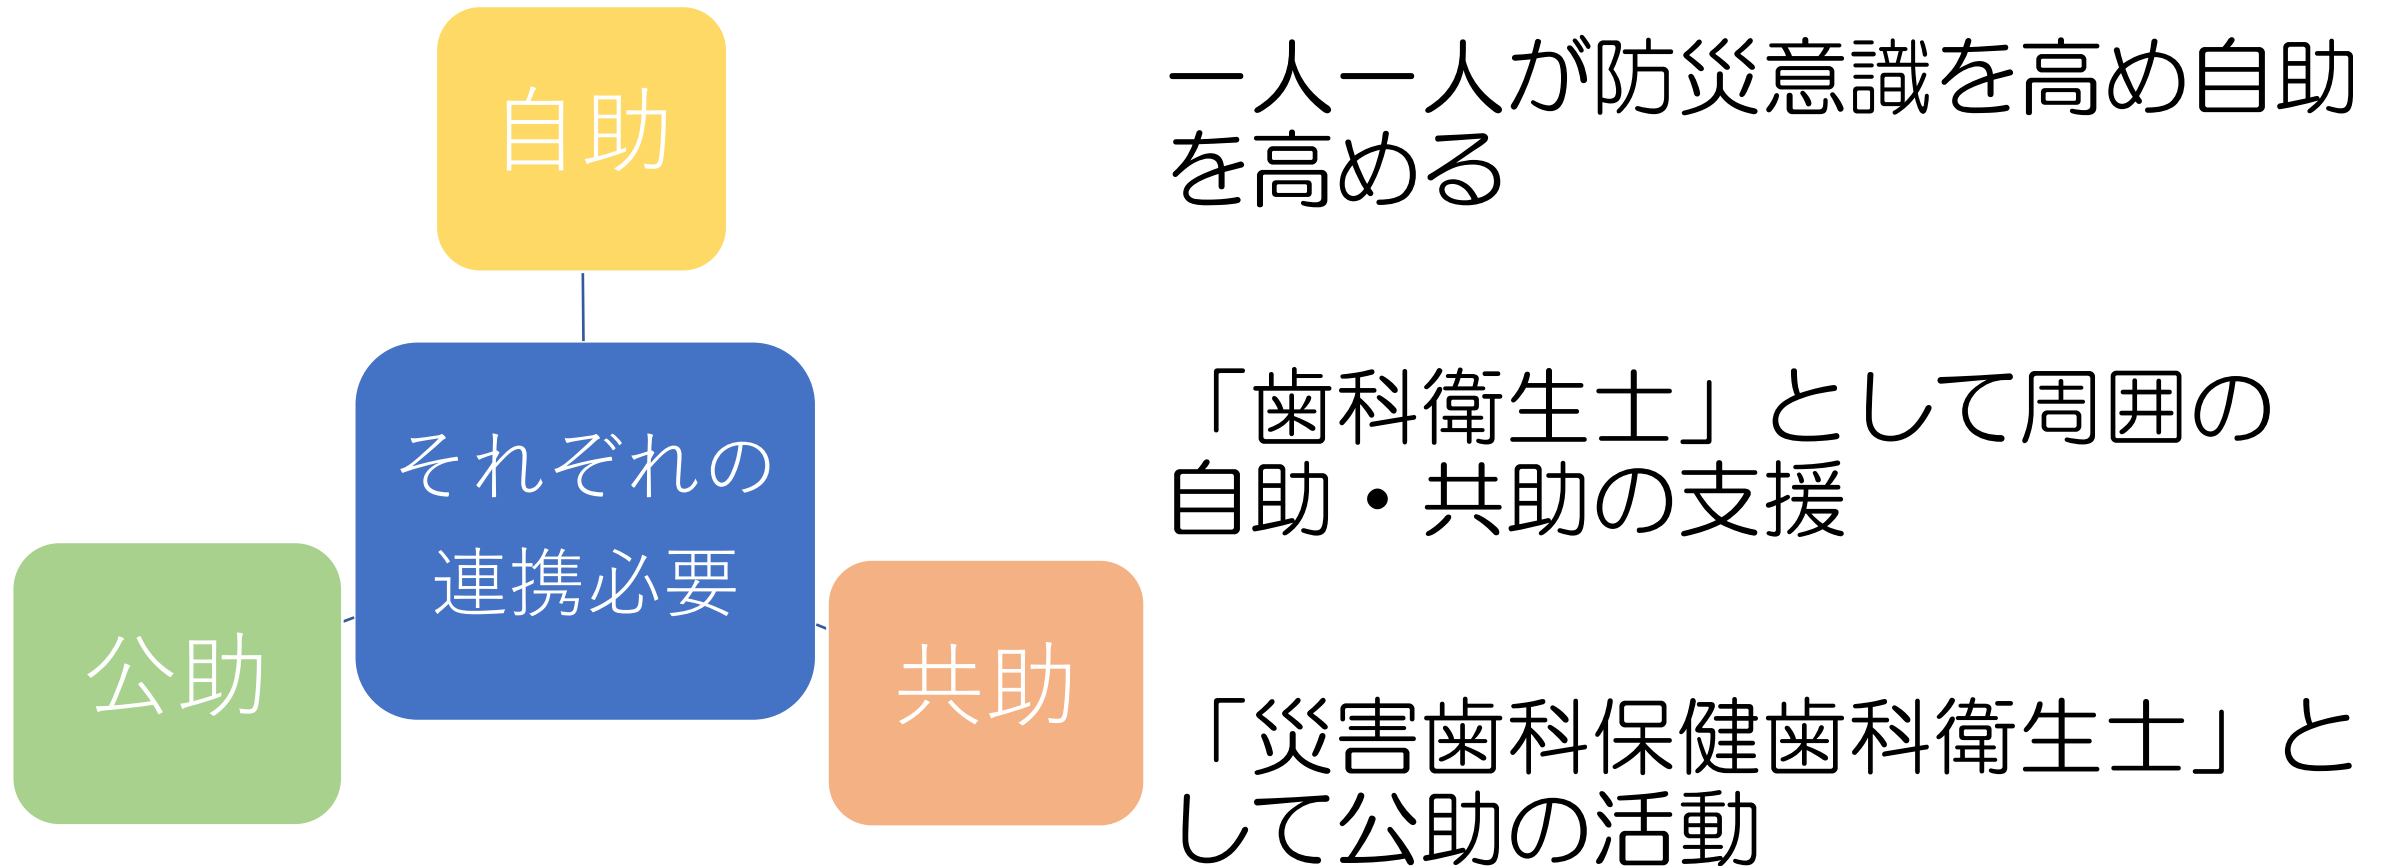 自助
それぞれの
連携必要
公助
共助
一人一人が防災意識を高め自助
を高める
「歯科衛生士」として周囲の
自助・共助の支援
「災害歯科保健歯科衛生士」と
して公助の活動